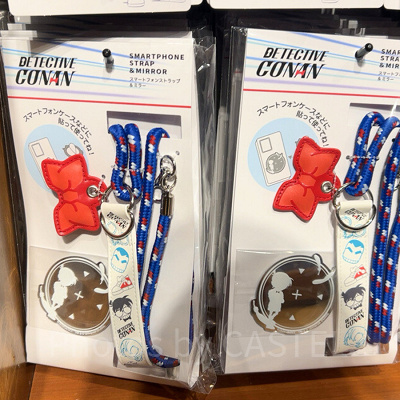 DETECTIVE
CONAN
SMARTPHONE
STRAP
&MIRROR
スマートフォンストラップ
&ミラー
スマートフォンケースなどに
貼って使ってね!
DETECTIVE
CONAN
DETECTIVE
CONAN
SMARTPHONE
STRAP
&MIRROR
スマートフォンストラップ
&ミラー
スマートフォンケースなどに
貼って使ってね!
DETECTIVE
CONAN